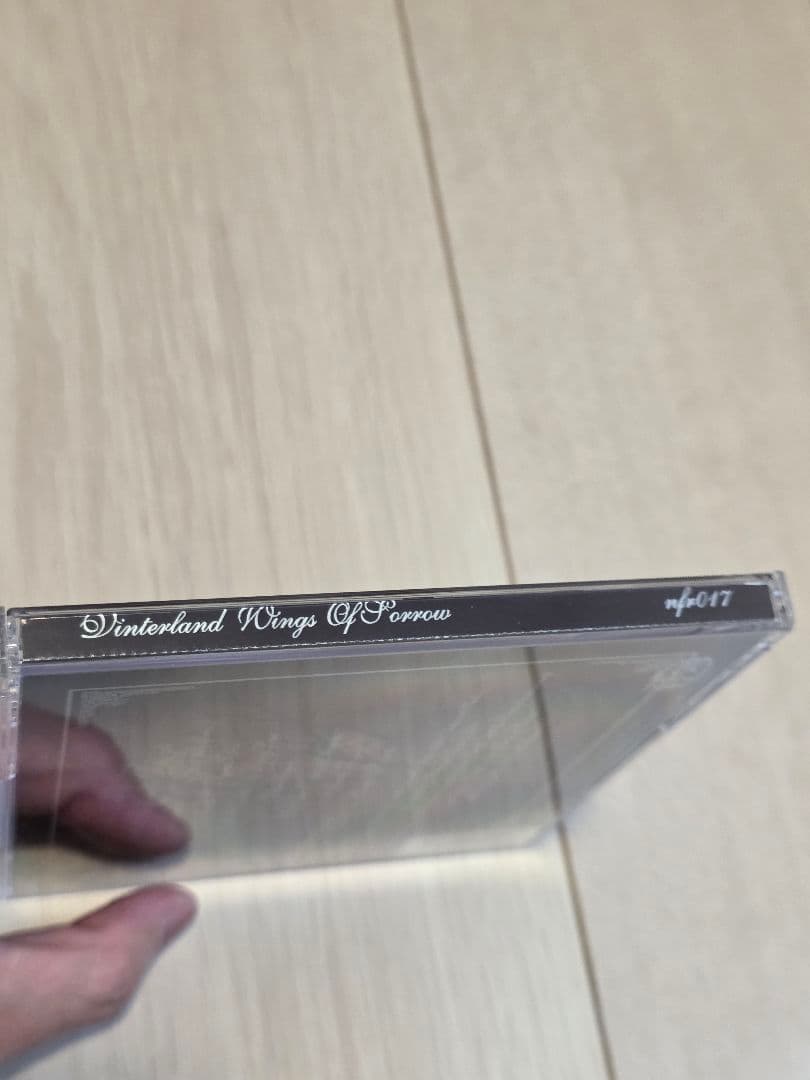 Vinterland Wings Of Sorrow
nfr017